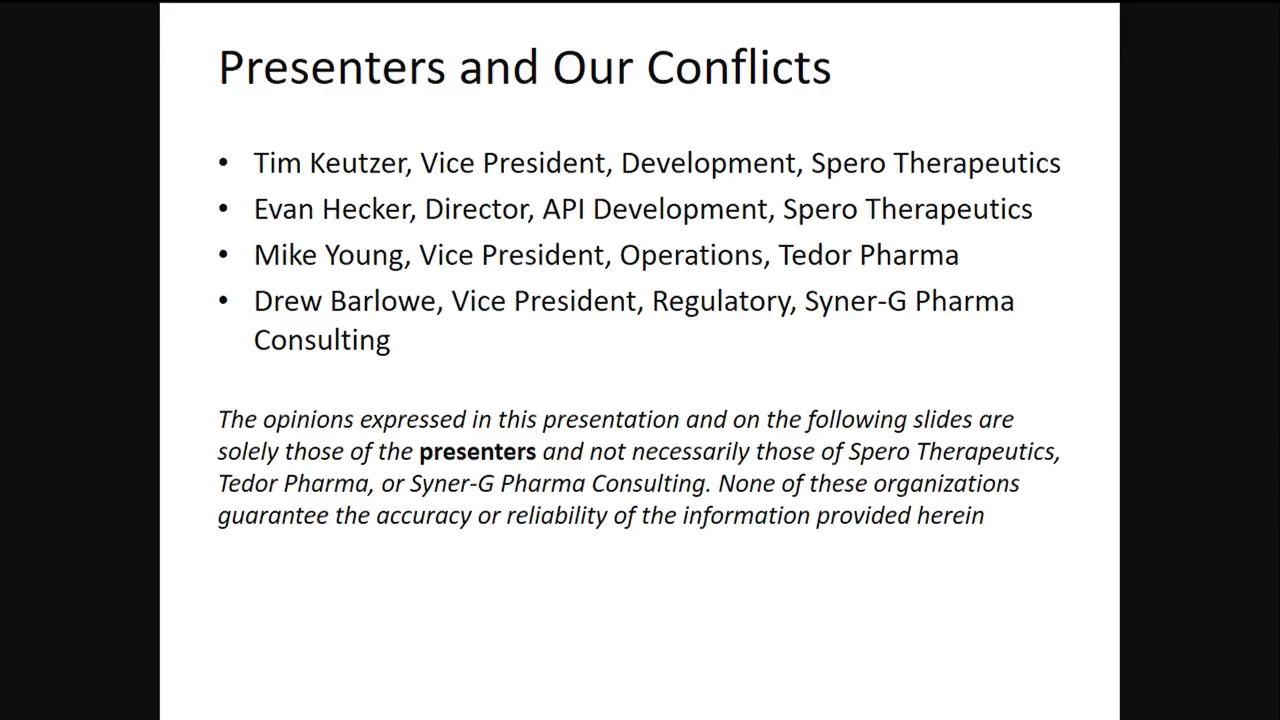 Presenters and Our Conflicts
• Tim Keutzer, Vice President, Development, Spero Therapeutics
• Evan Hecker, Director, API Development, Spero Therapeutics
• Mike Young, Vice President, Operations, Tedor Pharma
• Drew Barlowe, Vice President, Regulatory, Syner-G Pharma
Consulting
The opinions expressed in this presentation and on the following slides are
solely those of the presenters and not necessarily those of Spero Therapeutics,
Tedor Pharma, or Syner-G Pharma Consulting. None of these organizations
guarantee the accuracy or reliability of the information provided herein